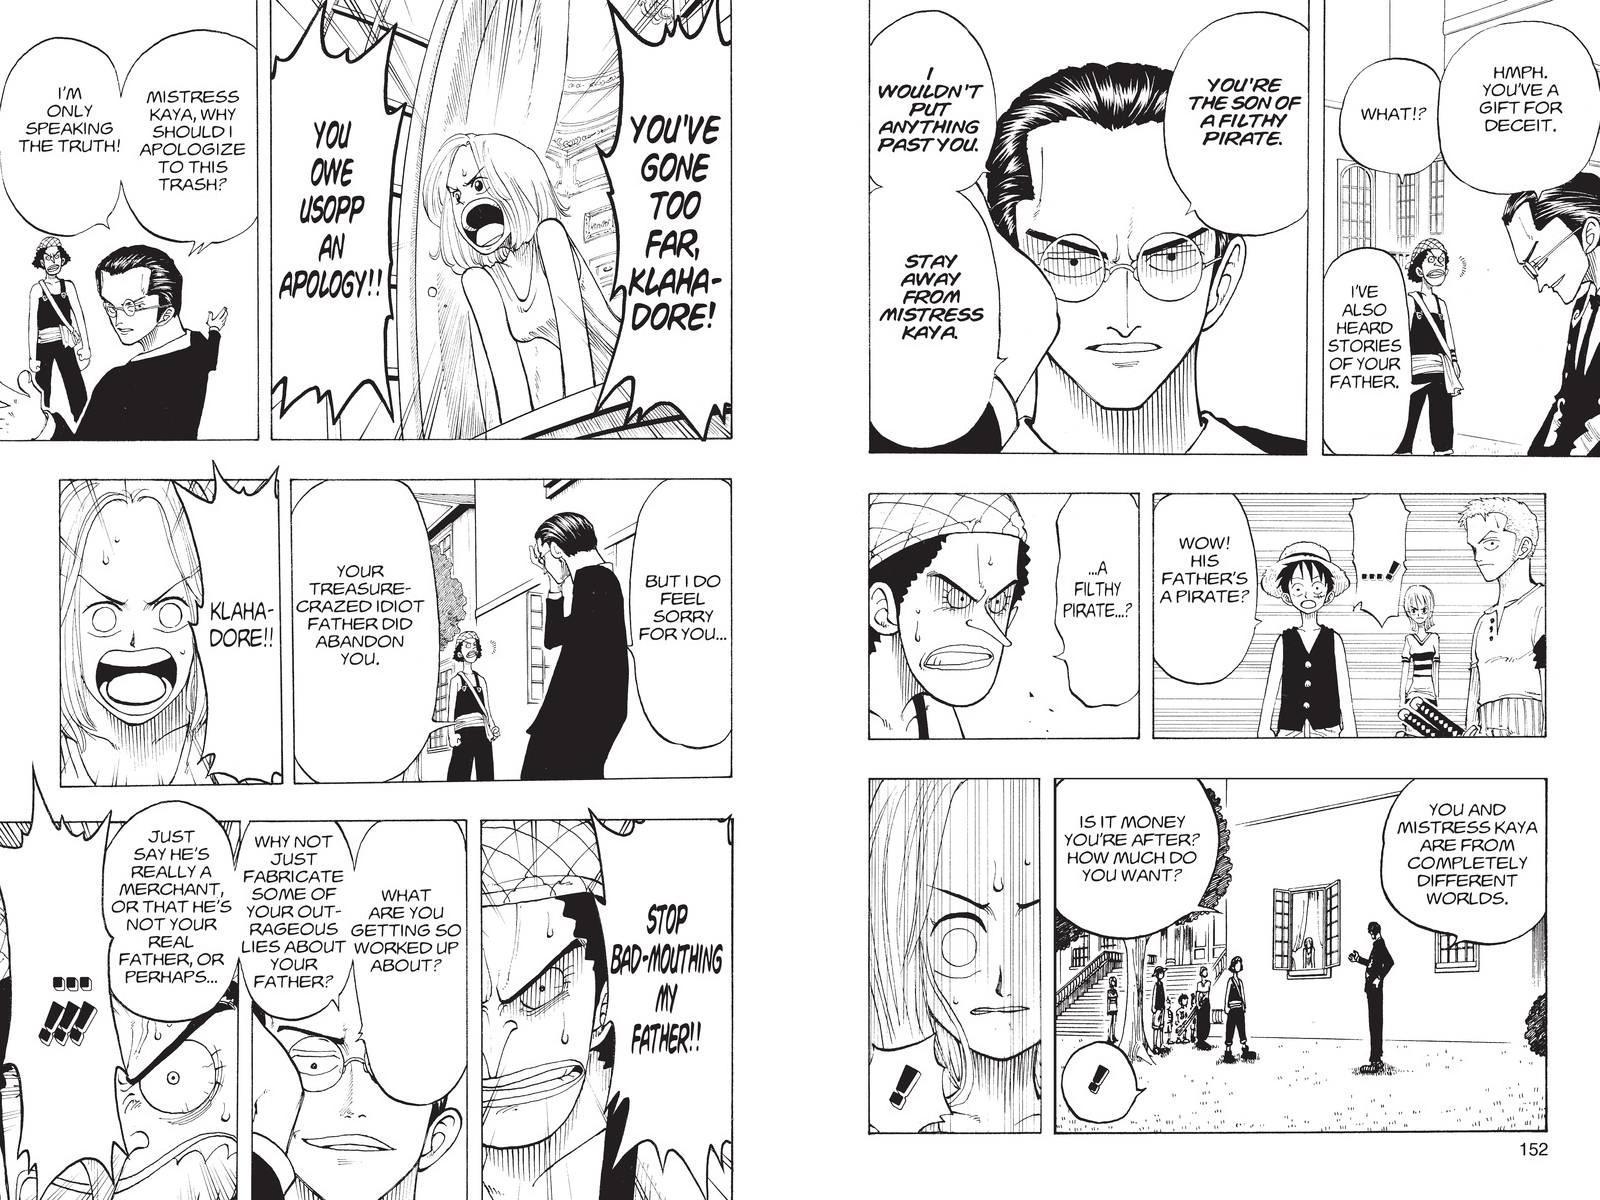 HMPH.
YOU'VE A
GIFT FOR
DECEIT.
WHAT!?
I'VE
ALSO
HEARD
STORIES
OF YOUR
FATHER.
YOU'RE
THE SON OF
A FILTHY
PIRATE.
I
WOULDN'T
PUT
ANYTHING
PAST YOU.
STAY
AWAY
FROM
MISTRESS
KAYA.
....!
WOW!
HIS
FATHER'S
A PIRATE?
...A
FILTHY
PIRATE...?
YOU AND
MISTRESS KAYA
ARE FROM
COMPLETELY
DIFFERENT
WORLDS.
IS IT MONEY
YOU'RE AFTER?
HOW MUCH DO
YOU WANT?
!
!
152
YOU'VE
GONE
TOO
FAR,
KLAHA-
DORE!
YOU
OWE
USOPP
AN
APOLOGY!!
MISTRESS
KAYA, WHY
SHOULD I
APOLOGIZE
TO THIS
TRASH?
I'M
ONLY
SPEAKING
THE TRUTH!
BUT I DO
FEEL
SORRY
FOR YOU...
YOUR
TREASURE-
CRAZED IDIOT
FATHER DID
ABANDON
YOU.
KLAHA-
DORE!!
STOP
BAD-MOUTHING
MY
FATHER!!
WHAT
ARE YOU
GETTING SO
WORKED UP
ABOUT?
WHY NOT
JUST
FABRICATE
SOME OF
YOUR OUT-
RAGEOUS
LIES ABOUT
YOUR
FATHER?
JUST
SAY HE'S
REALLY A
MERCHANT,
OR THAT HE'S
NOT YOUR
REAL
FATHER, OR
PERHAPS...
...
!!!